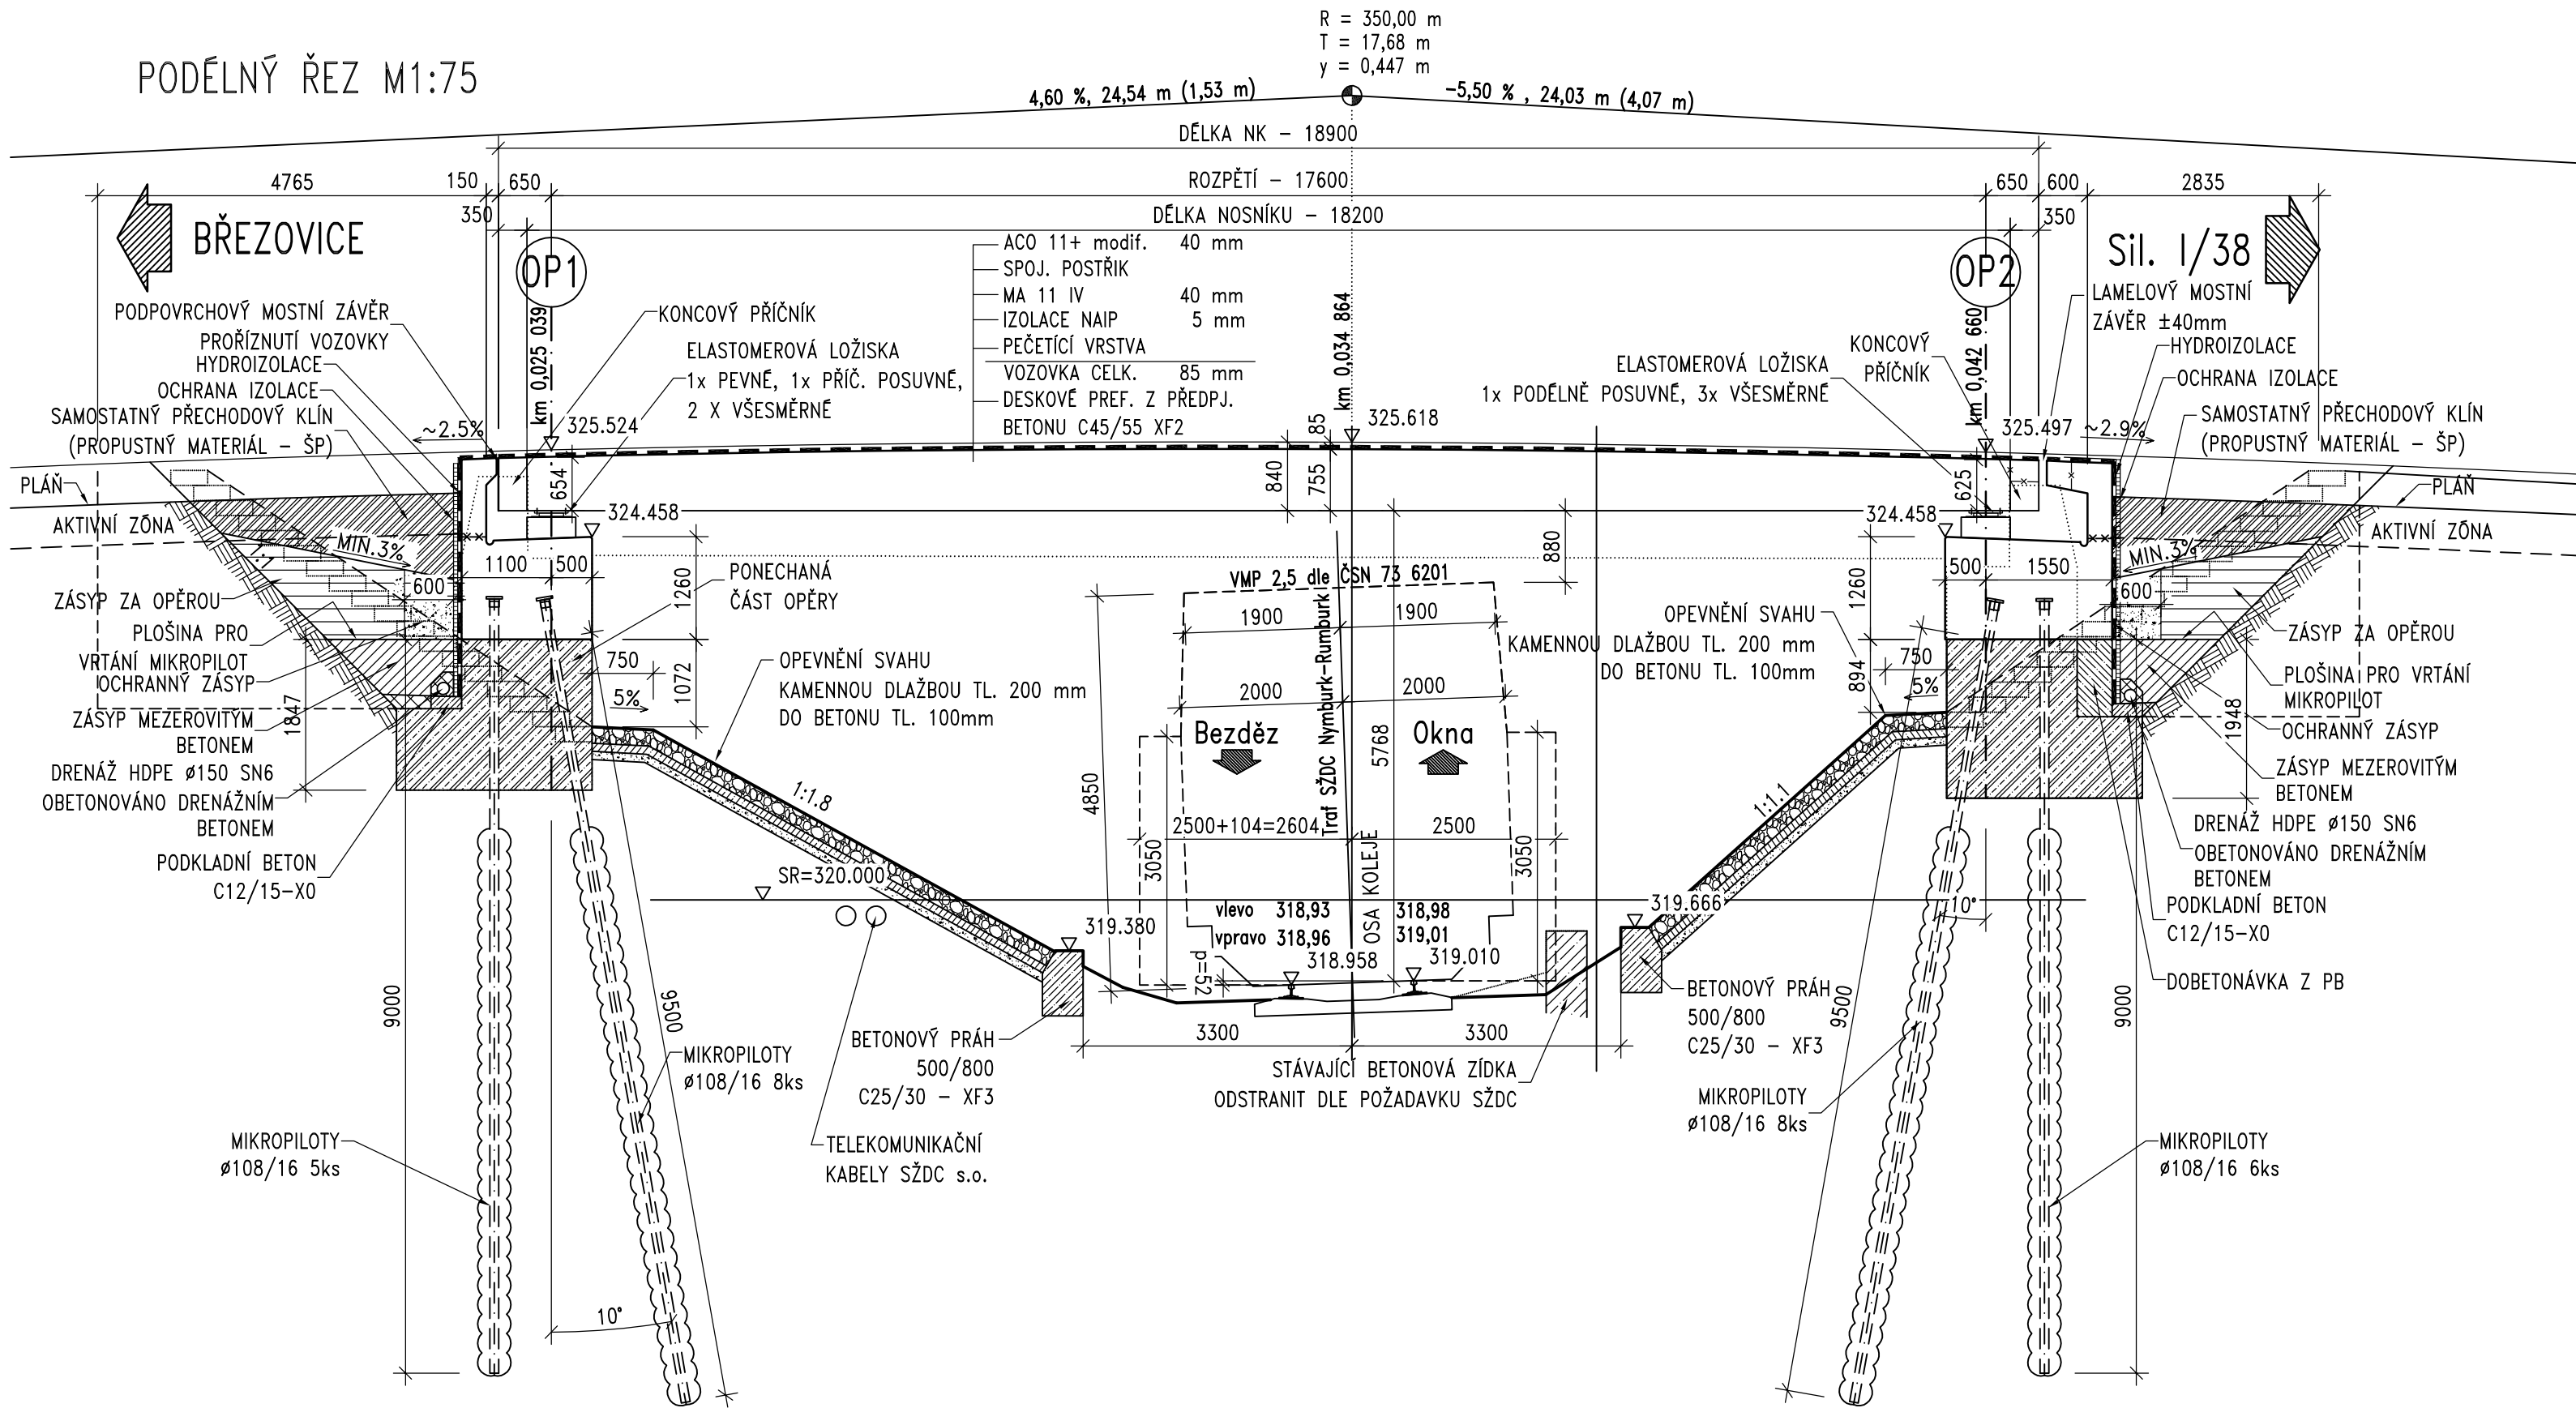 PODÉLNÝ ŘEZ M1:75
R = 350,00 m
T = 17,68 m
y = 0,447 m
4,60 %, 24,54 m (1,53 m)
-5,50 % , 24,03 m (4,07 m)
DÉLKA NK – 18900
4765
150
650
ROZPĚTÍ – 17600
650
600
2835
350
DÉLKA NOSNÍKU – 18200
350
BŘEZOVICE
OP1
OP2
Sil. I/38
ACO 11+ modif. 40 mm
SPOJ. POSTŘIK
MA 11 IV 40 mm
IZOLACE NAIP 5 mm
PEČETÍCÍ VRSTVA
VOZOVKA CELK. 85 mm
DESKOVÉ PREF. Z PŘEDPJ.
BETONU C45/55 XF2
PODPOVRCHOVÝ MOSTNÍ ZÁVĚR
PROŘÍZNUTÍ VOZOVKY
HYDROIZOLACE
OCHRANA IZOLACE
SAMOSTATNÝ PŘECHODOVÝ KLÍN
(PROPUSTNÝ MATERIÁL – ŠP)
~2.5%
km 0,025 039
325.524
KONCOVÝ PŘÍČNÍK
ELASTOMEROVÁ LOŽISKA
1x PEVNÉ, 1x PŘÍČ. POSUVNÉ,
2 X VŠESMĚRNÉ
km 0,034 864
325.618
85
840
755
ELASTOMEROVÁ LOŽISKA
1x PODÉLNĚ POSUVNÉ, 3x VŠESMĚRNÉ
KONCOVÝ
PŘÍČNÍK
km 0,042 660
325.497
~2.9%
LAMELOVÝ MOSTNÍ
ZÁVĚR ±40mm
HYDROIZOLACE
OCHRANA IZOLACE
SAMOSTATNÝ PŘECHODOVÝ KLÍN
(PROPUSTNÝ MATERIÁL – ŠP)
PLÁŇ
AKTIVNÍ ZÓNA
MIN.3%
654
324.458
1100
500
600
1260
1072
750
5%
PONECHANÁ
ČÁST OPĚRY
ZÁSYP ZA OPĚROU
PLOŠINA PRO
VRTÁNÍ MIKROPILOT
OCHRANNÝ ZÁSYP
ZÁSYP MEZEROVITÝM
BETONEM
1847
DRENÁŽ HDPE ø150 SN6
OBETONOVÁNO DRENÁŽNÍM
BETONEM
PODKLADNÍ BETON
C12/15–X0
OPEVNĚNÍ SVAHU
KAMENNOU DLAŽBOU TL. 200 mm
DO BETONU TL. 100mm
1:1.8
SR=320.000
880
VMP 2,5 dle ČSN 73 6201
1900
1900
2000
2000
Bezděz
Okna
Trať SŽDC Nymburk–Rumburk
5768
OSA KOLEJE
4850
3050
3050
2500+104=2604
2500
vlevo 318,93 318,98
vpravo 318,96 319,01
318.958
319.010
p=52
319.380
319.666
3300
3300
STÁVAJÍCÍ BETONOVÁ ZÍDKA
ODSTRANIT DLE POŽADAVKU SŽDC
BETONOVÝ PRÁH
500/800
C25/30 – XF3
TELEKOMUNIKAČNÍ
KABELY SŽDC s.o.
MIKROPILOTY
ø108/16 8ks
MIKROPILOTY
ø108/16 5ks
9000
9500
10°
BETONOVÝ PRÁH
500/800
C25/30 – XF3
MIKROPILOTY
ø108/16 8ks
MIKROPILOTY
ø108/16 6ks
9500
9000
10°
OPEVNĚNÍ SVAHU
KAMENNOU DLAŽBOU TL. 200 mm
DO BETONU TL. 100mm
1:1.1
625
324.458
1260
894
750
5%
500
1550
600
MIN.3%
PLÁŇ
AKTIVNÍ ZÓNA
ZÁSYP ZA OPĚROU
PLOŠINA PRO VRTÁNÍ
MIKROPILOT
1948
OCHRANNÝ ZÁSYP
ZÁSYP MEZEROVITÝM
BETONEM
DRENÁŽ HDPE ø150 SN6
OBETONOVÁNO DRENÁŽNÍM
BETONEM
PODKLADNÍ BETON
C12/15–X0
DOBETONÁVKA Z PB